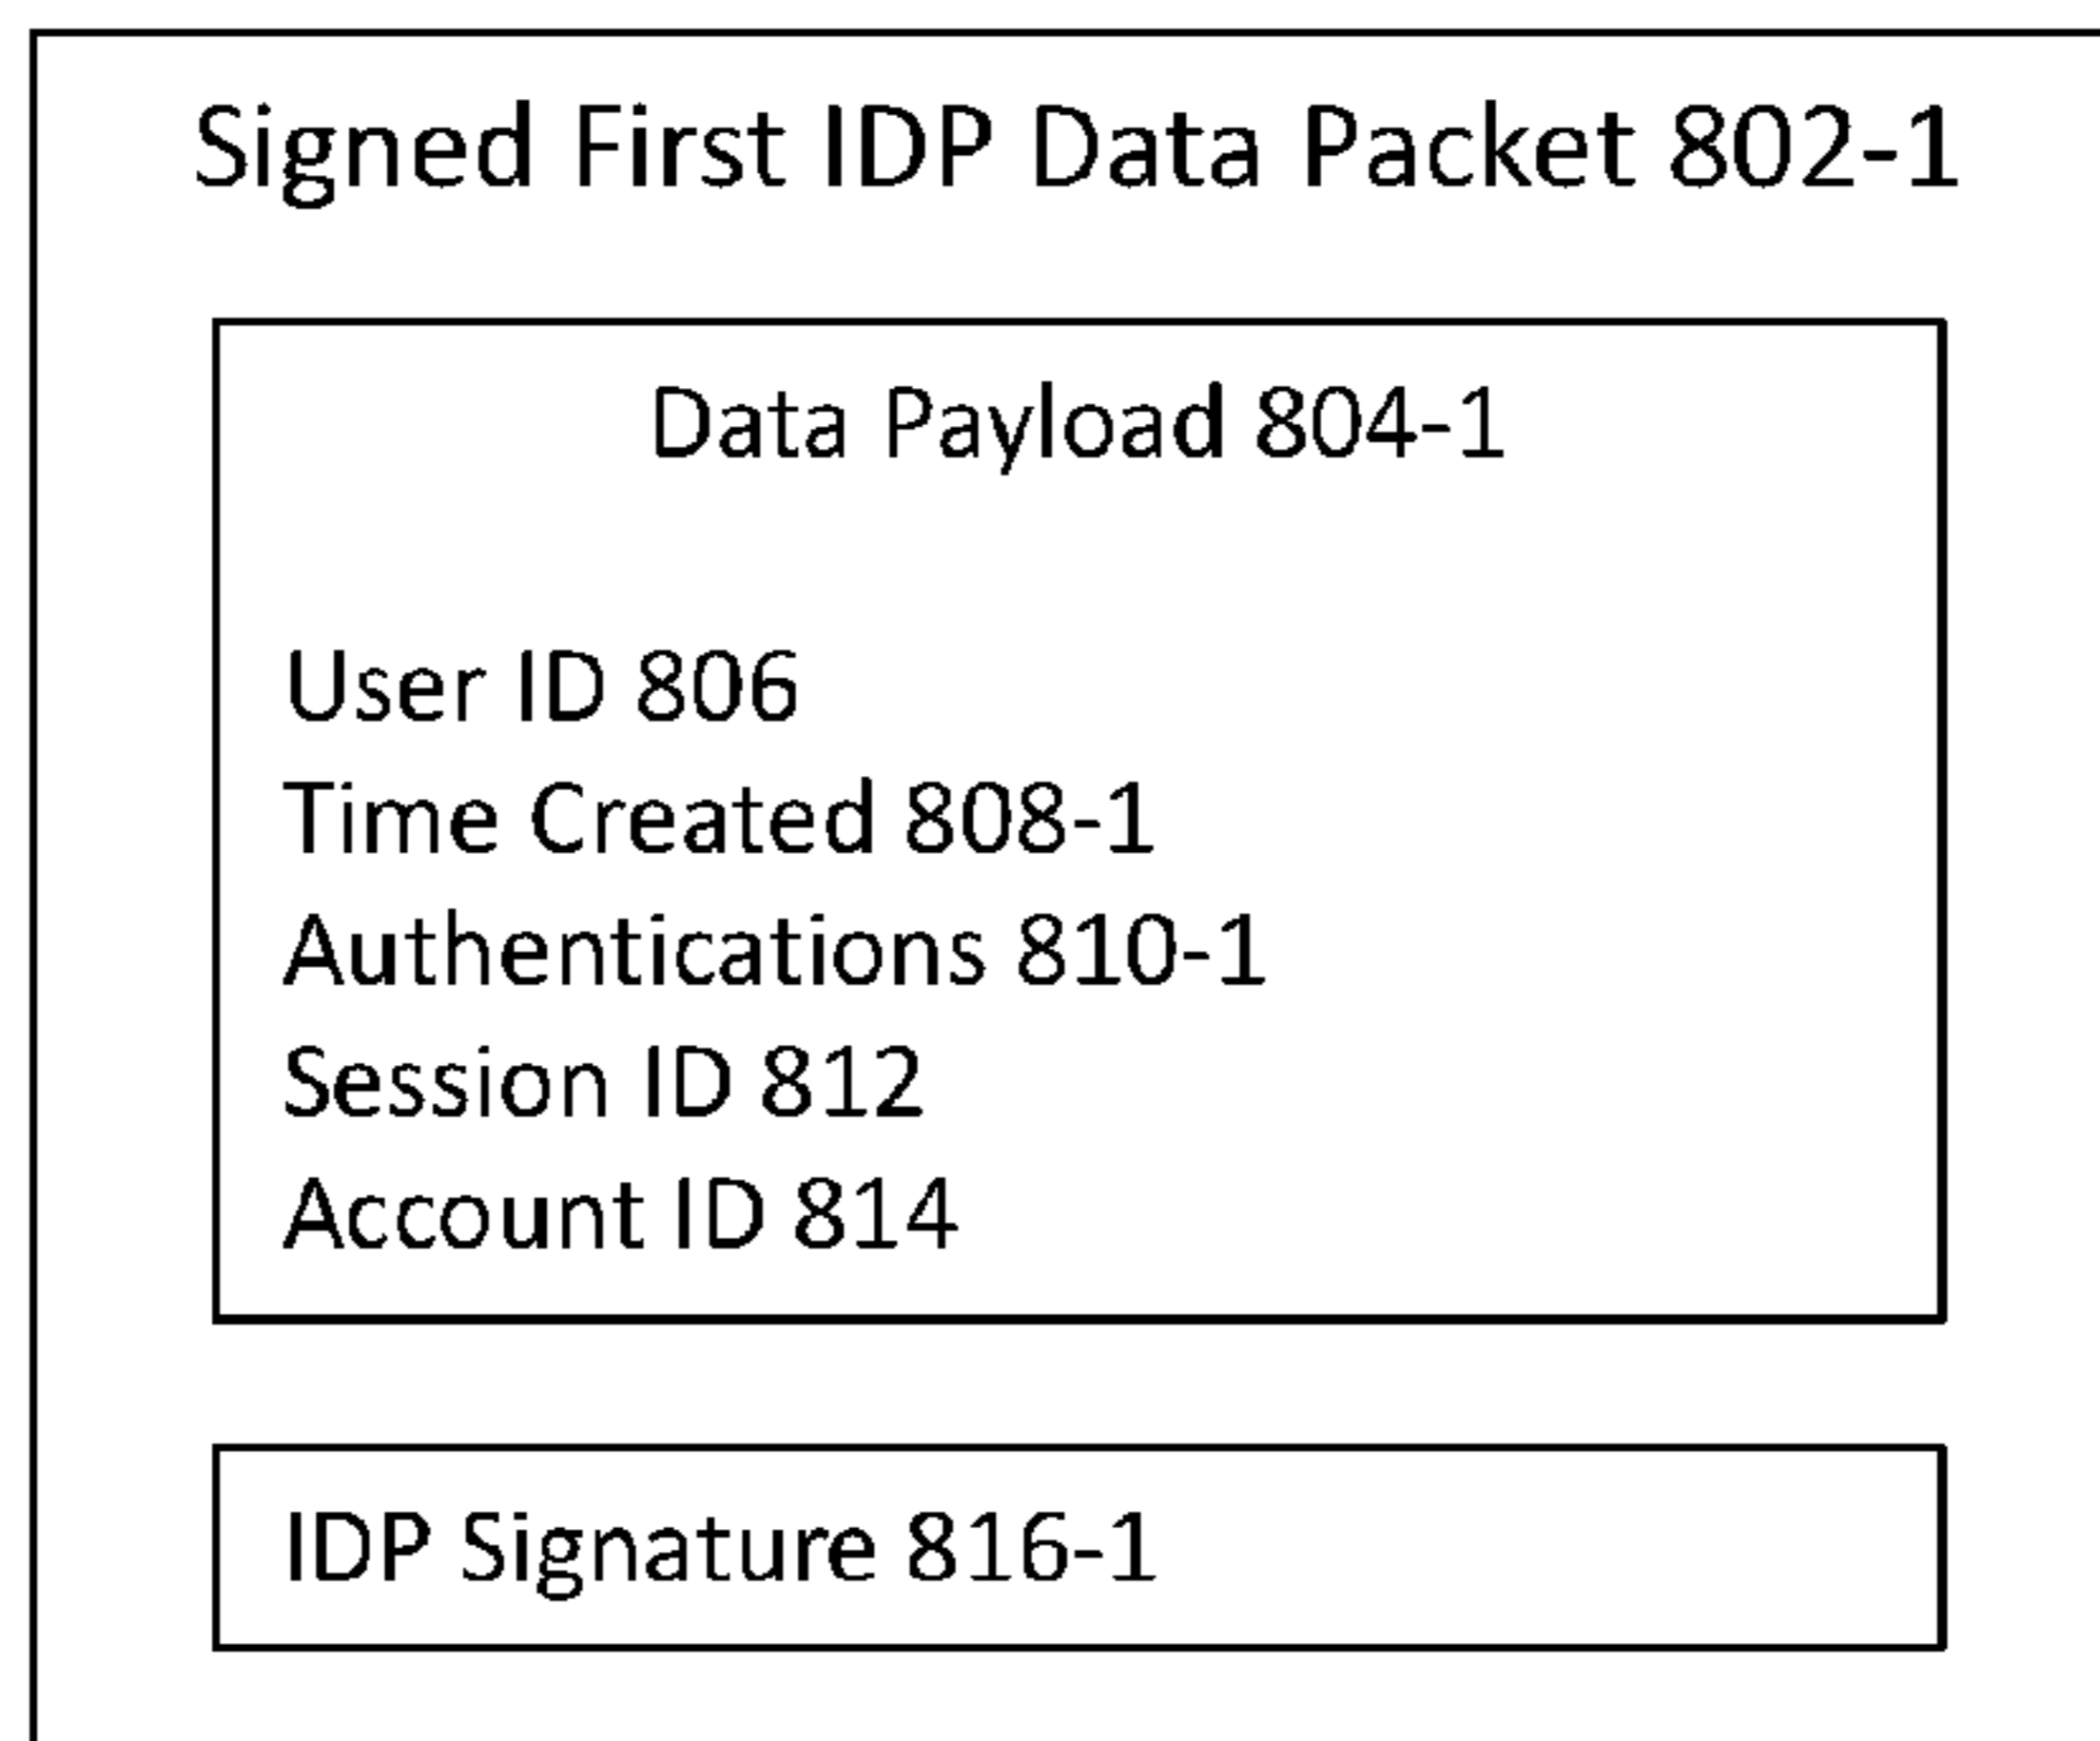 Signed First IDP Data Packet 802-1
Data Payload 804-1
User ID 806
Time Created 808-1
Authentications 810-1
Session ID 812
Account ID 814
IDP Signature 816-1